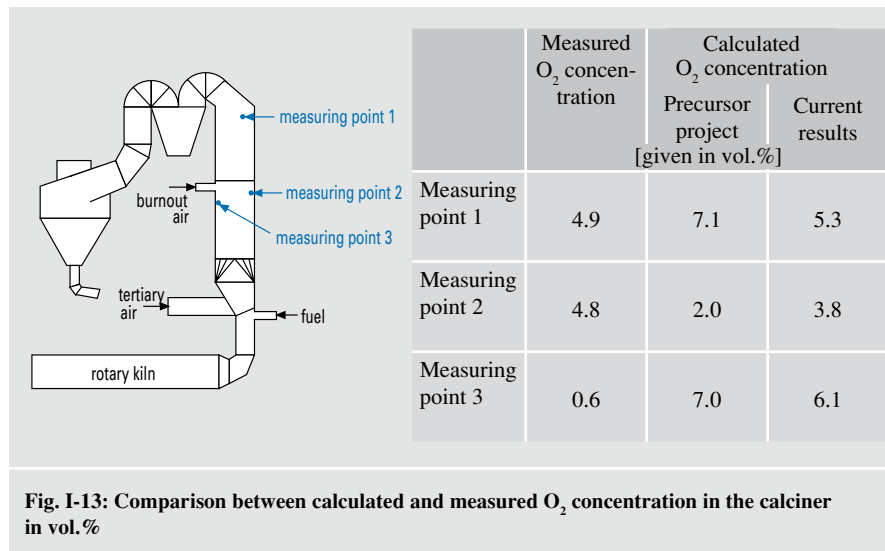 measuring point 1
measuring point 2
burnout
air
measuring point 3
tertiary
air
fuel
rotary kiln
Measured
O₂ concen-
tration
Calculated
O₂ concentration
Precursor
project
Current
results
[given in vol.%]
Measuring
point 1 4.9 7.1 5.3
Measuring
point 2 4.8 2.0 3.8
Measuring
point 3 0.6 7.0 6.1
Fig. I-13: Comparison between calculated and measured O₂ concentration in the calciner
in vol.%